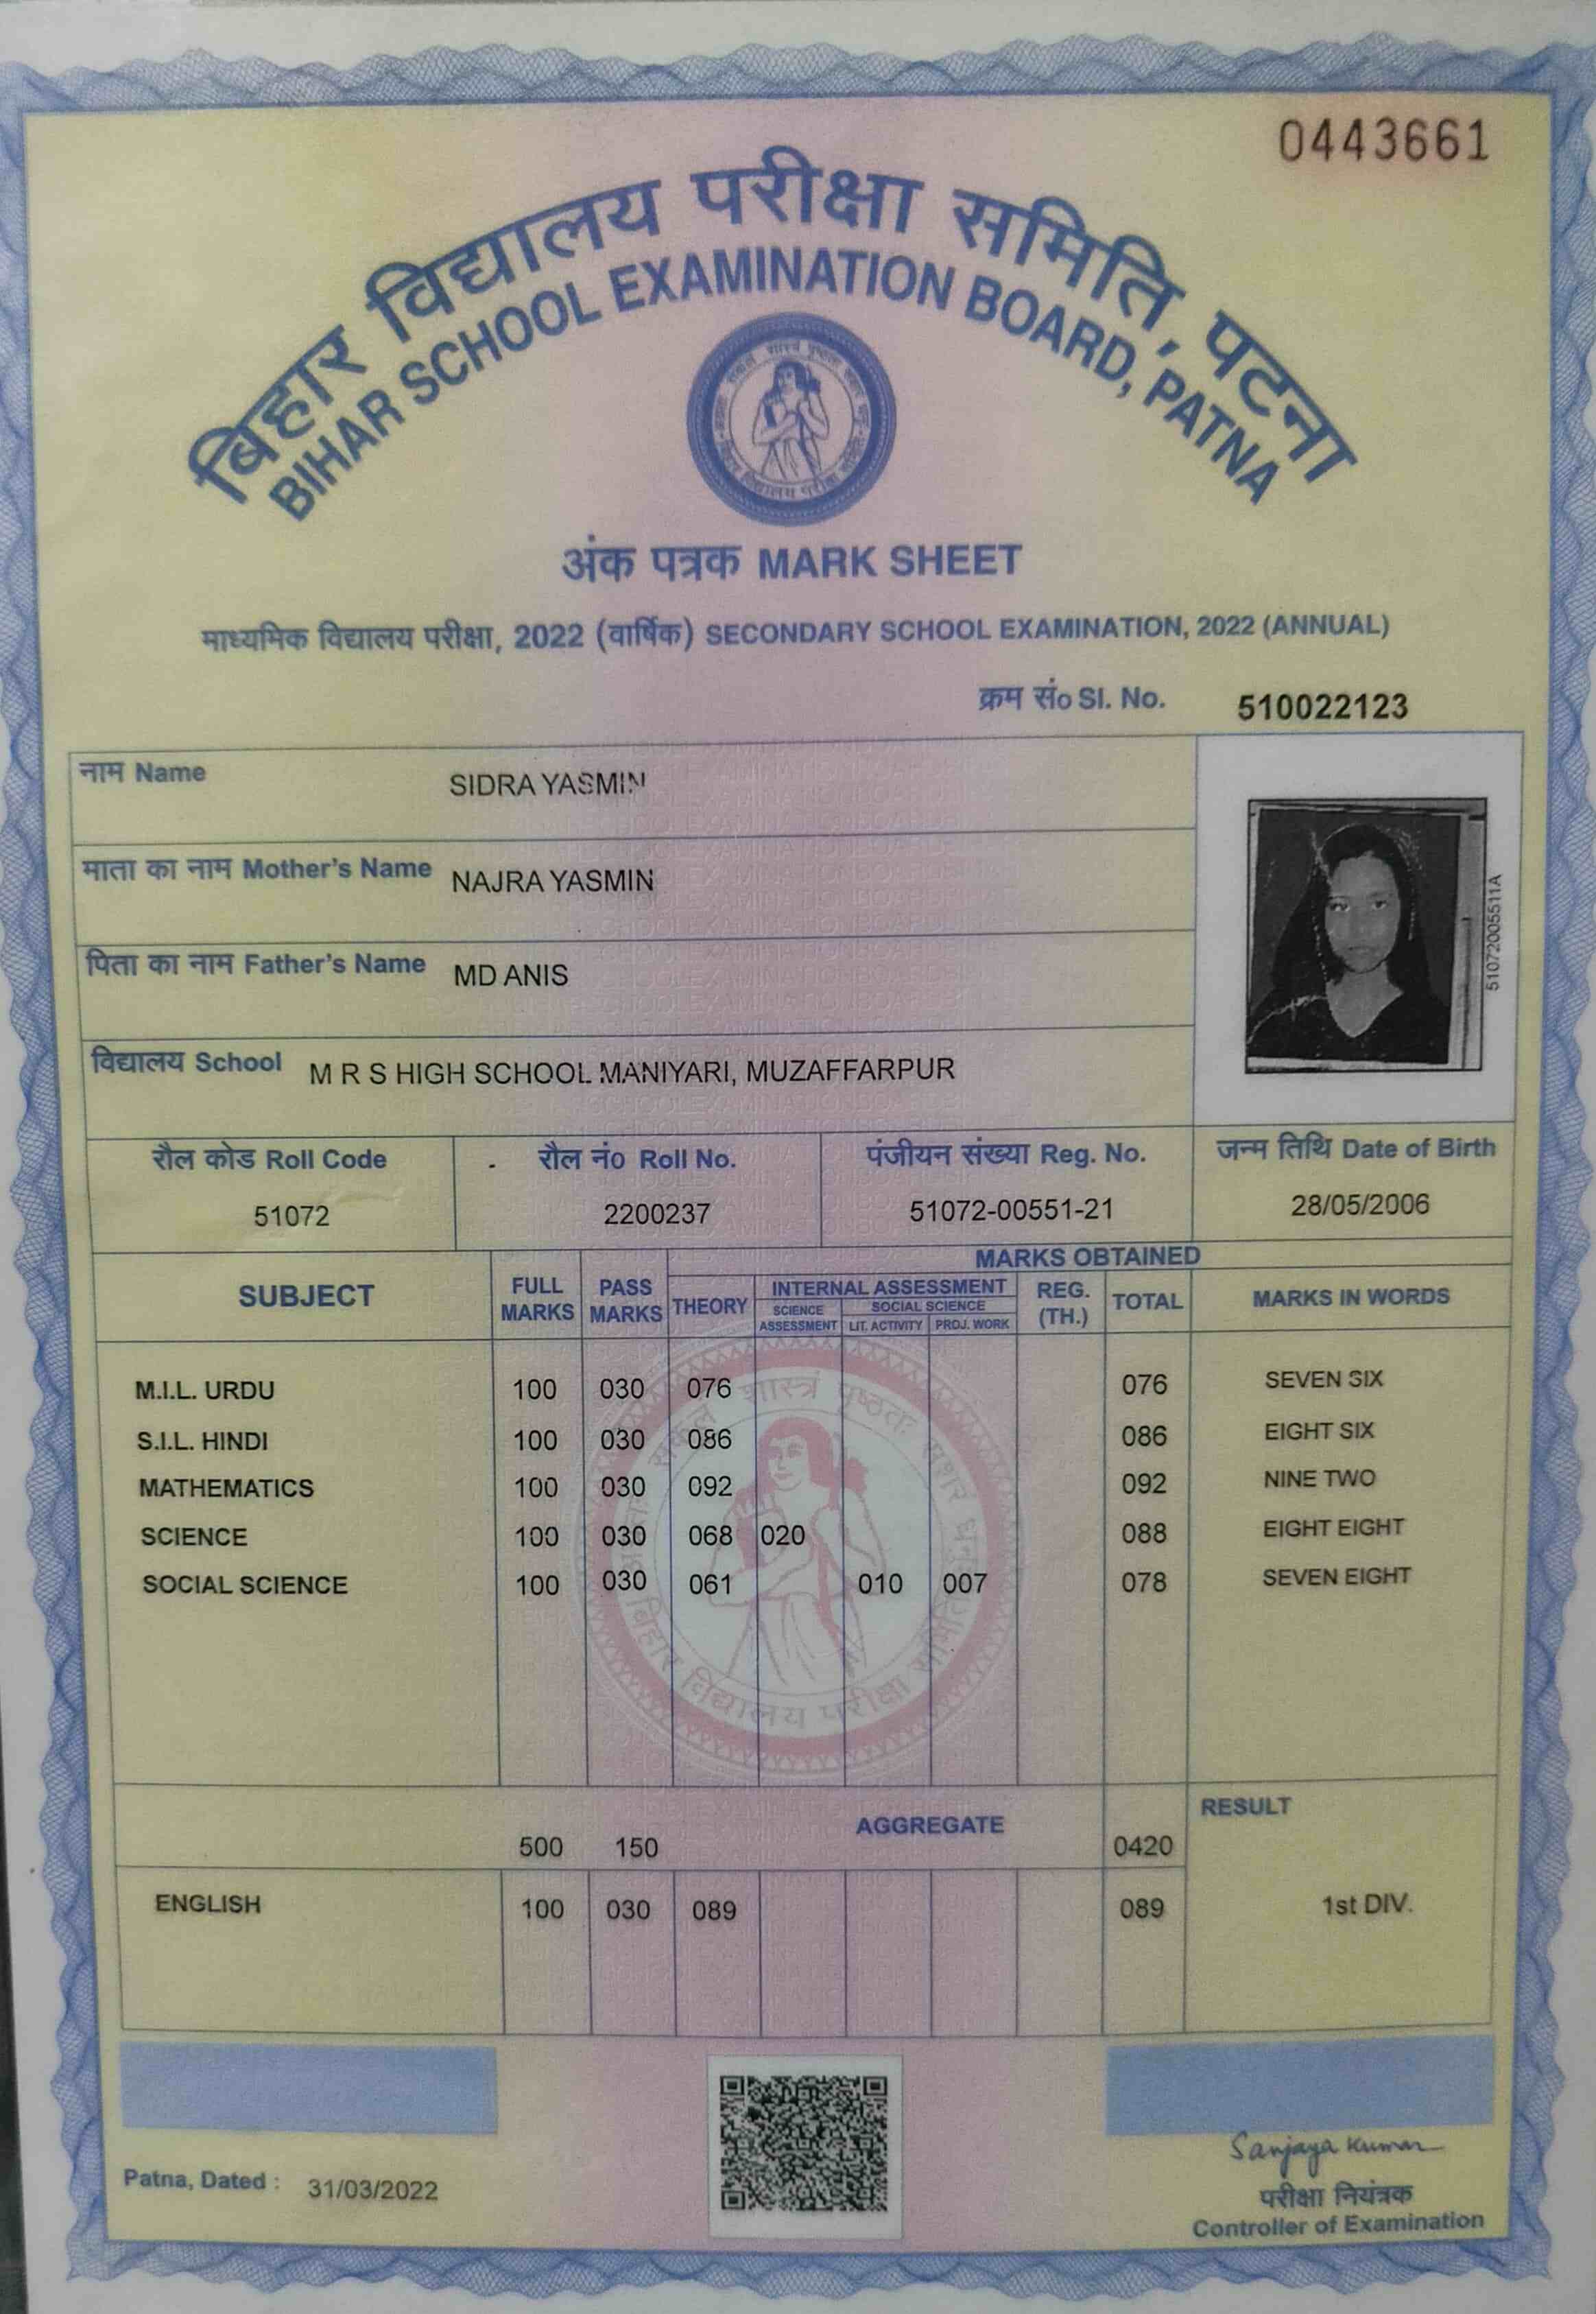 0443661
बिहार विद्यालय परीक्षा समिति, पटना
BIHAR SCHOOL EXAMINATION BOARD, PATNA
अंक पत्रक MARK SHEET
माध्यमिक विद्यालय परीक्षा, 2022 (वार्षिक) SECONDARY SCHOOL EXAMINATION, 2022 (ANNUAL)
क्रम सं० Sl. No. 510022123
नाम Name SIDRA YASMIN
माता का नाम Mother's Name NAJRA YASMIN
पिता का नाम Father's Name MD ANIS
विद्यालय School M R S HIGH SCHOOL MANIYARI, MUZAFFARPUR
51072005511A
रौल कोड Roll Code रौल नं० Roll No. पंजीयन संख्या Reg. No. जन्म तिथि Date of Birth
51072 2200237 51072-00551-21 28/05/2006
MARKS OBTAINED
SUBJECT FULL MARKS PASS MARKS THEORY INTERNAL ASSESSMENT REG. (TH.) TOTAL MARKS IN WORDS
SCIENCE ASSESSMENT SOCIAL SCIENCE LIT. ACTIVITY PROJ. WORK
M.I.L. URDU 100 030 076 076 SEVEN SIX
S.I.L. HINDI 100 030 086 086 EIGHT SIX
MATHEMATICS 100 030 092 092 NINE TWO
SCIENCE 100 030 068 020 088 EIGHT EIGHT
SOCIAL SCIENCE 100 030 061 010 007 078 SEVEN EIGHT
बिहार विद्यालय परीक्षा समिति
AGGREGATE RESULT
500 150 0420
ENGLISH 100 030 089 089 1st DIV.
Sanjaya Kumar
Patna, Dated : 31/03/2022
परीक्षा नियंत्रक
Controller of Examination